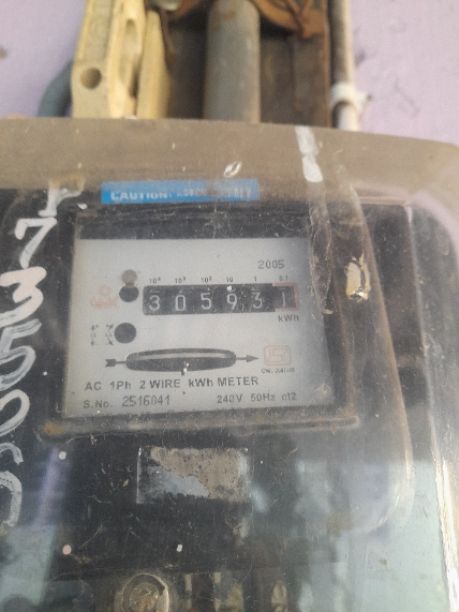 CAUTION:
2005
10⁴ 10³ 10² 10 1 0.1
305931
kWh
AC 1Ph 2 WIRE kWh METER
S.No. 2516041 240V 50Hz